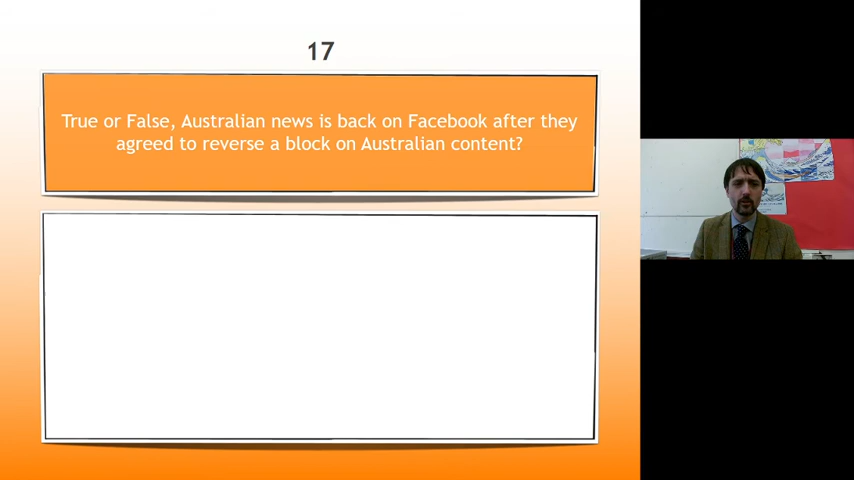 17
True or False, Australian news is back on Facebook after they
agreed to reverse a block on Australian content?